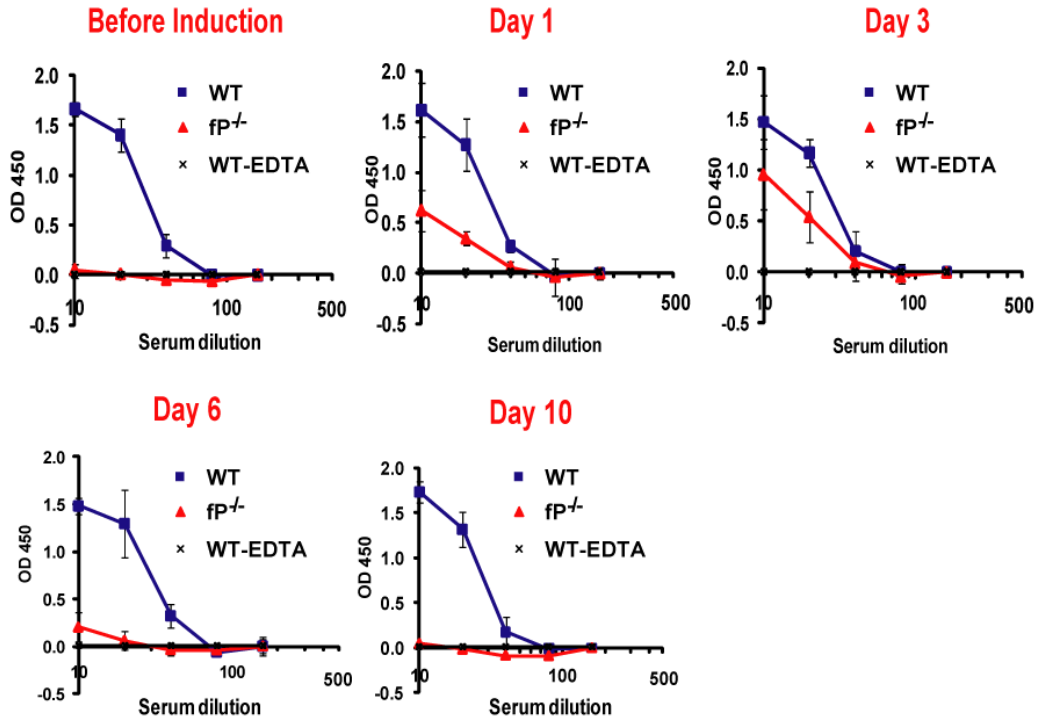 Before Induction
2.0
1.5
1.0
0.5
0.0
-0.5
OD 450
WT
fP-/-
WT-EDTA
10
100
500
Serum dilution
Day 1
2.0
1.5
1.0
0.5
0.0
-0.5
OD 450
WT
fP-/-
WT-EDTA
10
100
500
Serum dilution
Day 3
2.0
1.5
1.0
0.5
0.0
-0.5
OD 450
WT
fP-/-
WT-EDTA
10
100
500
Serum dilution
Day 6
2.0
1.5
1.0
0.5
0.0
-0.5
OD 450
WT
fP-/-
WT-EDTA
10
100
500
Serum dilution
Day 10
2.0
1.5
1.0
0.5
0.0
-0.5
OD 450
WT
fP-/-
WT-EDTA
10
100
500
Serum dilution